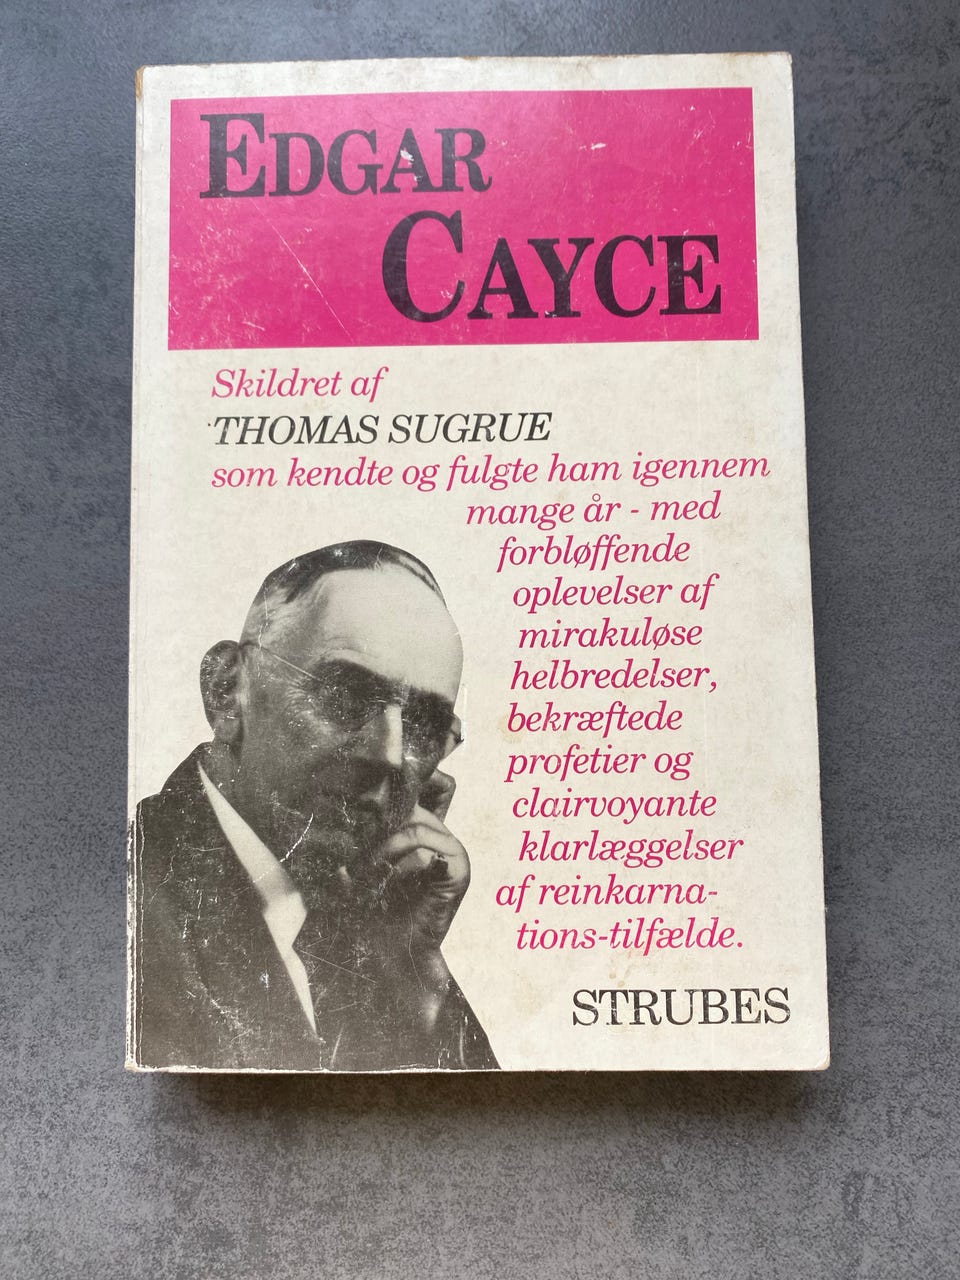 EDGAR
CAYCE
Skildret af
THOMAS SUGRUE
som kendte og fulgte ham igennem
mange år - med
forbløffende
oplevelser af
mirakuløse
helbredelser,
bekræftede
profetier og
clairvoyante
klarlæggelser
af reinkarna-
tions-tilfælde.
STRUBES